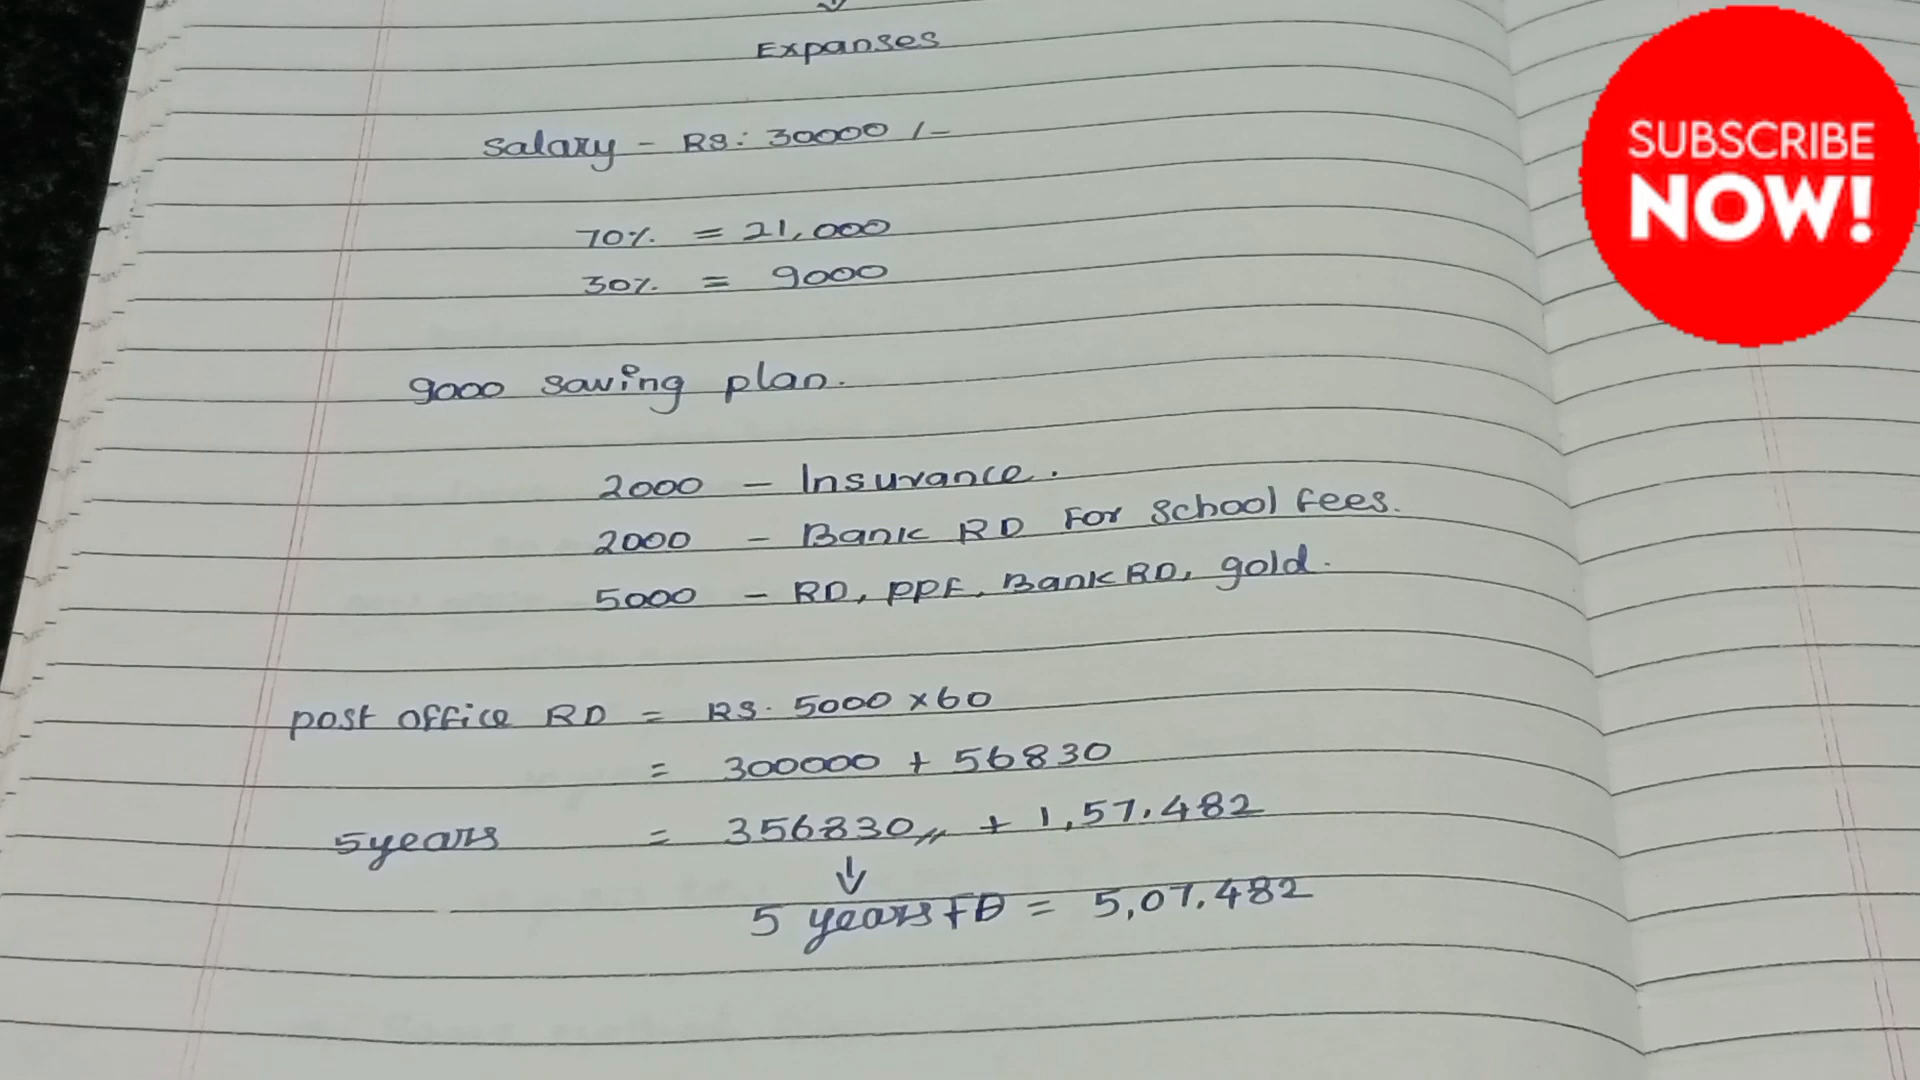 Expanses
salary - RS: 30000 /-
70% = 21,000
30% = 9000
9000 saving plan.
2000 - Insurance.
2000 - Bank RD For School Fees.
5000 - RD, PPF, Bank RD, gold.
post office RD = RS. 5000 x 60
= 300000 + 56830
5 years = 356830,, + 1,57,482
↓
5 years FD = 5,07,482
SUBSCRIBE
NOW!